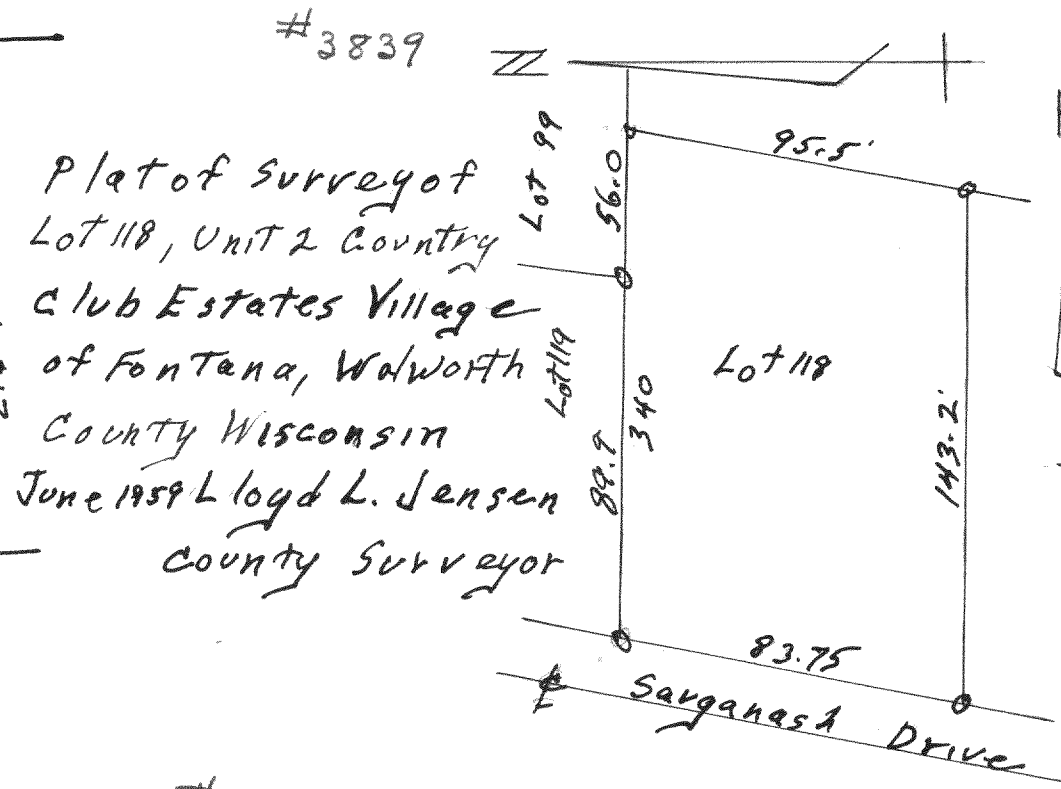 #3839
N
Plat of Survey of
Lot 118, Unit 2 Country
Club Estates Village
of Fontana, Walworth
County Wisconsin
June 1959 Lloyd L. Jensen
County Surveyor
Lot 99
56.0
95.5'
Lot 119
340
Lot 118
143.2'
83.75
℄
Sauganash Drive